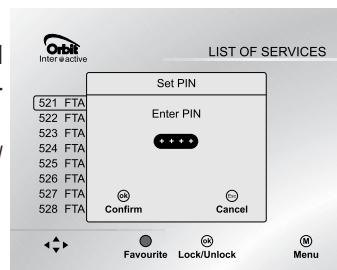 Orbit
Inter active
LIST OF SERVICES
Set PIN
Enter PIN
++++
521 FTA
522 FTA
523 FTA
524 FTA
525 FTA
526 FTA
527 FTA
528 FTA
ok
Esc
Confirm
Cancel
ok
M
Favourite
Lock/Unlock
Menu